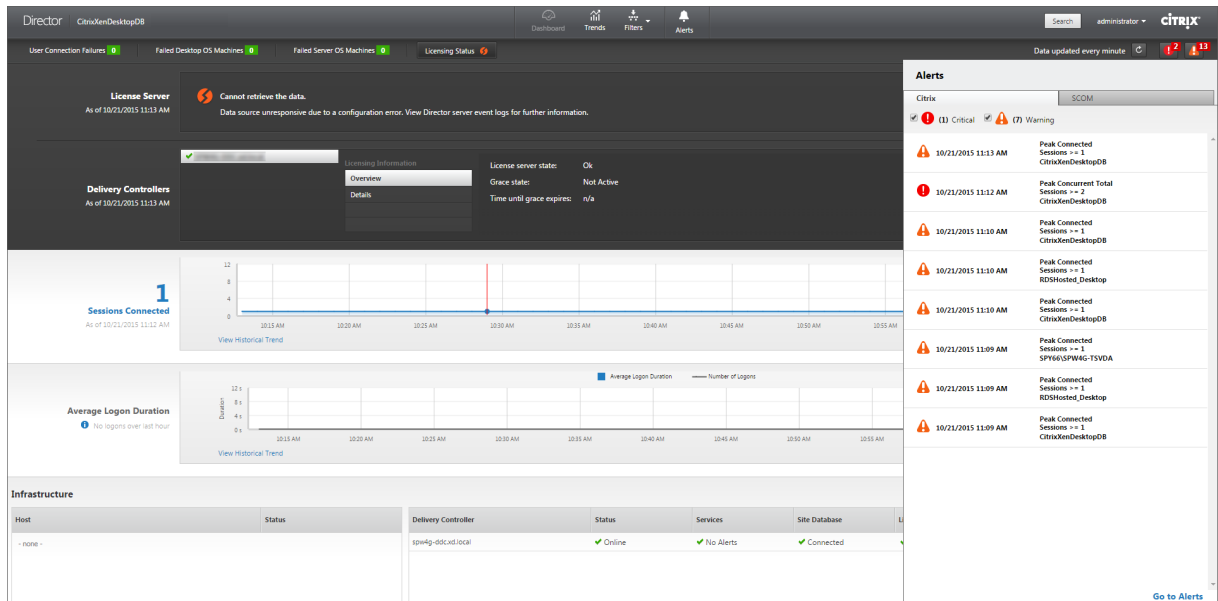 Director CitrixXenDesktopDB Dashboard Trends Filters Alerts Search administrator CİTRIX
User Connection Failures 0 Failed Desktop OS Machines 0 Failed Server OS Machines 0 Licensing Status Data updated every minute 2 13
License Server
As of 10/21/2015 11:13 AM
Cannot retrieve the data.
Data source unresponsive due to a configuration error. View Director server event logs for further information.
Delivery Controllers
As of 10/21/2015 11:13 AM
Licensing Information
Overview
Details
License server state: Ok
Grace state: Not Active
Time until grace expires: n/a
1
Sessions Connected
As of 10/21/2015 11:12 AM
12
8
4
0
10:15 AM 10:20 AM 10:25 AM 10:30 AM 10:35 AM 10:40 AM 10:45 AM 10:50 AM 10:55 AM
View Historical Trend
Average Logon Duration
No logons over last hour
Average Logon Duration Number of Logons
Duration
12 s
8 s
4 s
0 s
10:15 AM 10:20 AM 10:25 AM 10:30 AM 10:35 AM 10:40 AM 10:45 AM 10:50 AM 10:55 AM
View Historical Trend
Infrastructure
Host Status
- none -
Delivery Controller Status Services Site Database Li
spw4g-ddc.xd.local Online No Alerts Connected
Alerts
Citrix SCOM
(1) Critical (7) Warning
10/21/2015 11:13 AM
Peak Connected
Sessions >= 1
CitrixXenDesktopDB
10/21/2015 11:12 AM
Peak Concurrent Total
Sessions >= 2
CitrixXenDesktopDB
10/21/2015 11:10 AM
Peak Connected
Sessions >= 1
CitrixXenDesktopDB
10/21/2015 11:10 AM
Peak Connected
Sessions >= 1
RDSHosted_Desktop
10/21/2015 11:10 AM
Peak Connected
Sessions >= 1
CitrixXenDesktopDB
10/21/2015 11:09 AM
Peak Connected
Sessions >= 1
SPY66\SPW4G-TSVDA
10/21/2015 11:09 AM
Peak Connected
Sessions >= 1
RDSHosted_Desktop
10/21/2015 11:09 AM
Peak Connected
Sessions >= 1
CitrixXenDesktopDB
Go to Alerts